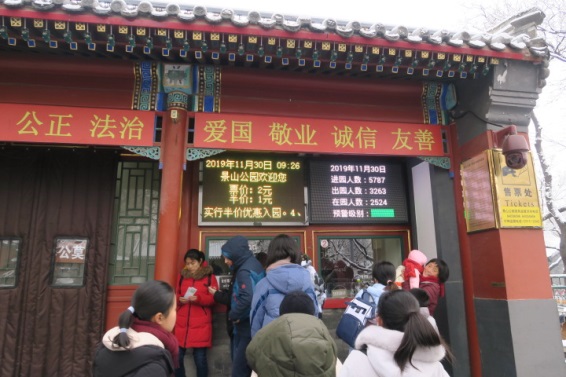 公正 法治
爱国 敬业 诚信 友善
2019年11月30日 09:26
景山公园欢迎您
票价:2元
半价:1元
实行半价优惠入园*4、
2019年11月30日
进园人数:5787
出园人数:3263
在园人数:2524
预警级别:
售票处
Tickets